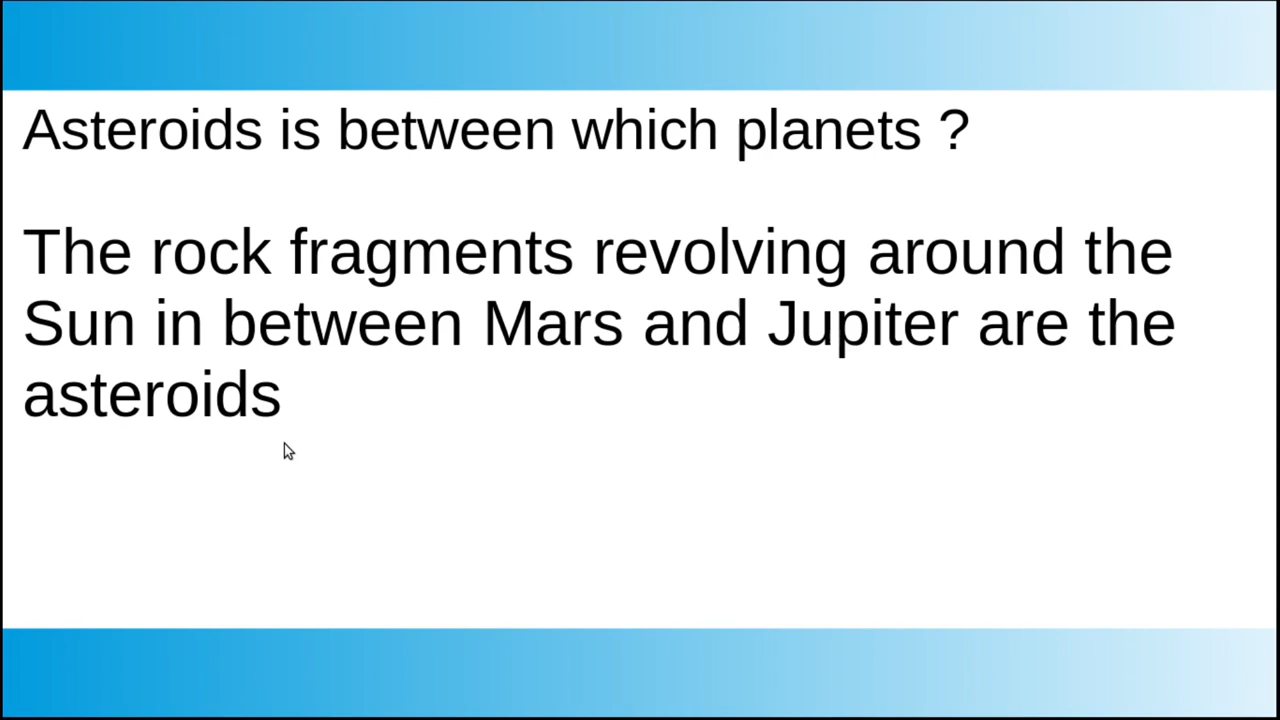 Asteroids is between which planets ?
The rock fragments revolving around the
Sun in between Mars and Jupiter are the
asteroids